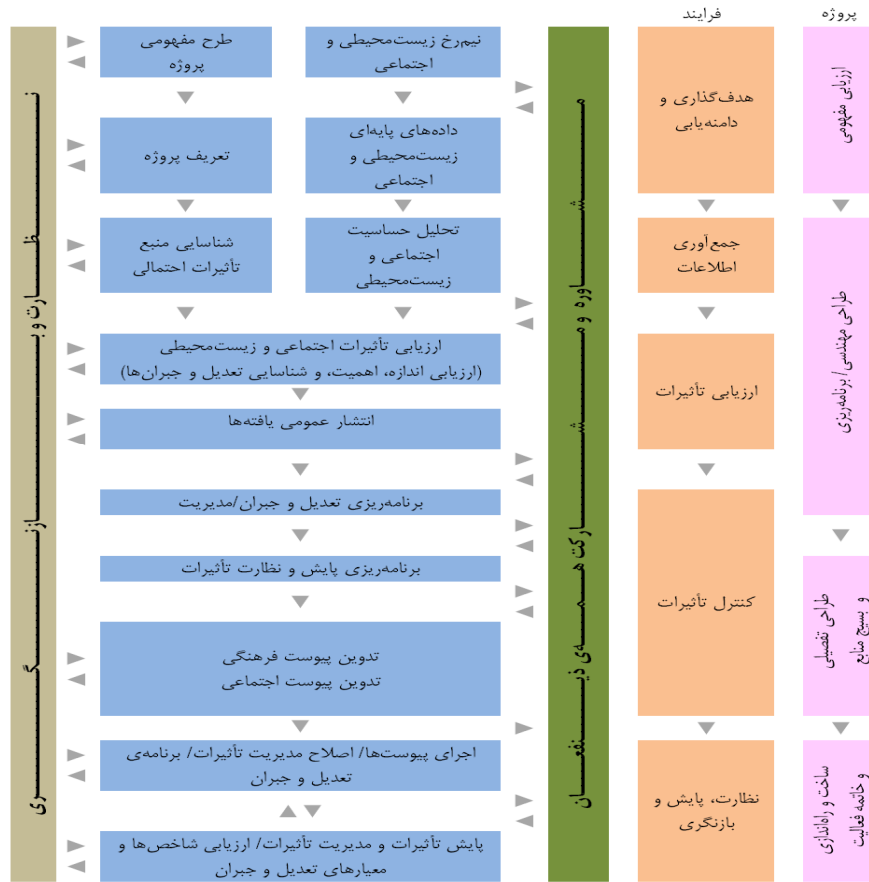 پروژه
فرایند
ارزیابی مفهومی
طراحی مهندسی/برنامه‌ریزی
طراحی تفصیلی
و بسیج منابع
ساخت و راه‌اندازی
و خاتمه فعالیت
هدف‌گذاری و
دامنه‌یابی
جمع‌آوری
اطلاعات
ارزیابی تأثیرات
کنترل تأثیرات
نظارت، پایش و
بازنگری
مشاوره و مشارکت همه‌ی ذینفعان
نیم‌رخ زیست‌محیطی و
اجتماعی
داده‌های پایه‌ای
زیست‌محیطی و
اجتماعی
تحلیل حساسیت
اجتماعی و
زیست‌محیطی
طرح مفهومی
پروژه
تعریف پروژه
شناسایی منبع
تأثیرات احتمالی
ارزیابی تأثیرات اجتماعی و زیست‌محیطی
(ارزیابی اندازه، اهمیت، و شناسایی تعدیل و جبران‌ها)
انتشار عمومی یافته‌ها
برنامه‌ریزی تعدیل و جبران/مدیریت
برنامه‌ریزی پایش و نظارت تأثیرات
تدوین پیوست فرهنگی
تدوین پیوست اجتماعی
اجرای پیوست‌ها/ اصلاح مدیریت تأثیرات/ برنامه‌ی
تعدیل و جبران
پایش تأثیرات و مدیریت تأثیرات/ ارزیابی شاخص‌ها و
معیارهای تعدیل و جبران
نظارت و بازنگری